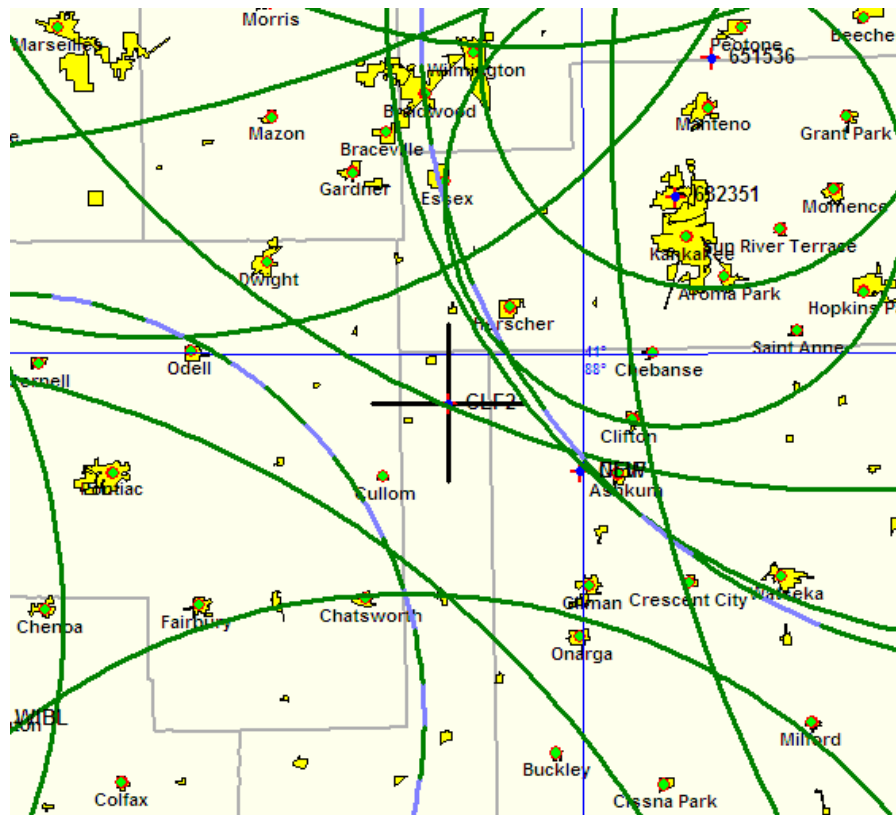 Morris
Marseilles
Peotone
Beeche
651536
Wilmington
Braidwood
Mazon
Manteno
Grant Park
Braceville
Gardner
Essex
682351
Momence
Sun River Terrace
Kankakee
Dwight
Aroma Park
Hopkins P
Herscher
Saint Anne
41°
88°
Odell
Chebanse
ernell
CLF2
Clifton
Ashkum
Pontiac
Cullom
Chenoa
Fairbury
Chatsworth
Gilman
Crescent City
Watseka
Onarga
WIBL
Milford
Buckley
Colfax
Cissna Park